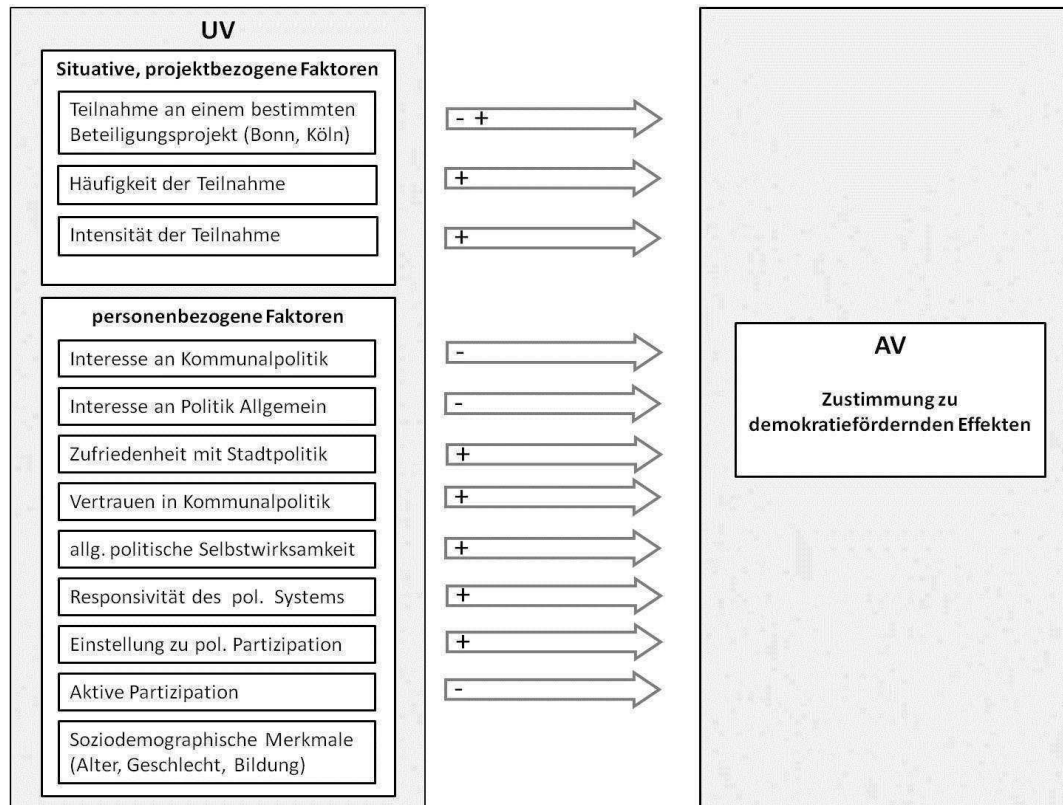 UV
Situative, projektbezogene Faktoren
Teilnahme an einem bestimmten
Beteiligungsprojekt (Bonn, Köln)
- +
Häufigkeit der Teilnahme
+
Intensität der Teilnahme
+
personenbezogene Faktoren
Interesse an Kommunalpolitik
-
Interesse an Politik Allgemein
-
Zufriedenheit mit Stadtpolitik
+
Vertrauen in Kommunalpolitik
+
allg. politische Selbstwirksamkeit
+
Responsivität des pol. Systems
+
Einstellung zu pol. Partizipation
+
Aktive Partizipation
-
Soziodemographische Merkmale
(Alter, Geschlecht, Bildung)
AV
Zustimmung zu
demokratiefördernden Effekten